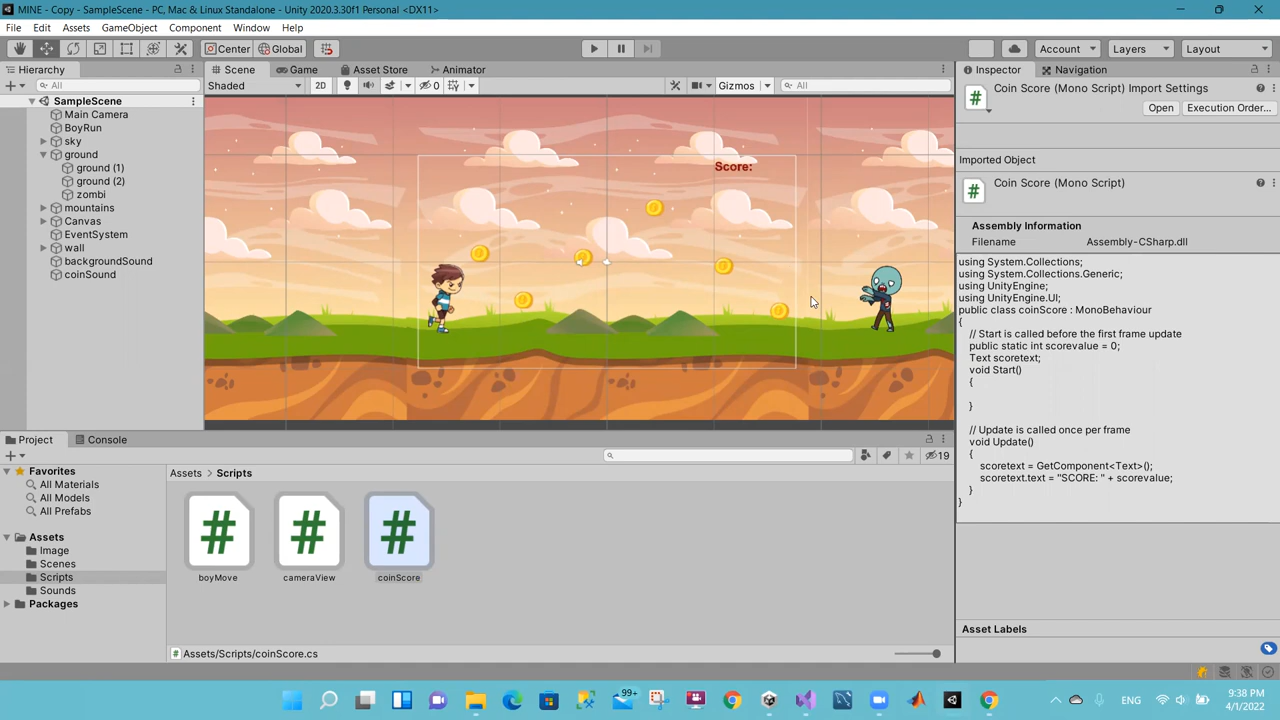 MINE - Copy - SampleScene - PC, Mac & Linux Standalone - Unity 2020.3.30f1 Personal <DX11>
File Edit Assets GameObject Component Window Help
Center Global Account Layers Layout
Hierarchy
All
SampleScene
Main Camera
BoyRun
sky
ground
ground (1)
ground (2)
zombi
mountains
Canvas
EventSystem
wall
backgroundSound
coinSound
Scene Game Asset Store Animator
Shaded 2D 0 Gizmos All
Score:
Inspector Navigation
Coin Score (Mono Script) Import Settings
Open Execution Order...
Imported Object
Coin Score (Mono Script)
Assembly Information
Filename Assembly-CSharp.dll
using System.Collections;
using System.Collections.Generic;
using UnityEngine;
using UnityEngine.UI;
public class coinScore : MonoBehaviour
{
// Start is called before the first frame update
public static int scorevalue = 0;
Text scoretext;
void Start()
{
}
// Update is called once per frame
void Update()
{
scoretext = GetComponent<Text>();
scoretext.text = "SCORE: " + scorevalue;
}
}
Asset Labels
Project Console
19
Favorites
All Materials
All Models
All Prefabs
Assets
Image
Scenes
Scripts
Sounds
Packages
Assets > Scripts
boyMove cameraView coinScore
Assets/Scripts/coinScore.cs
99+
ENG
9:38 PM
4/1/2022